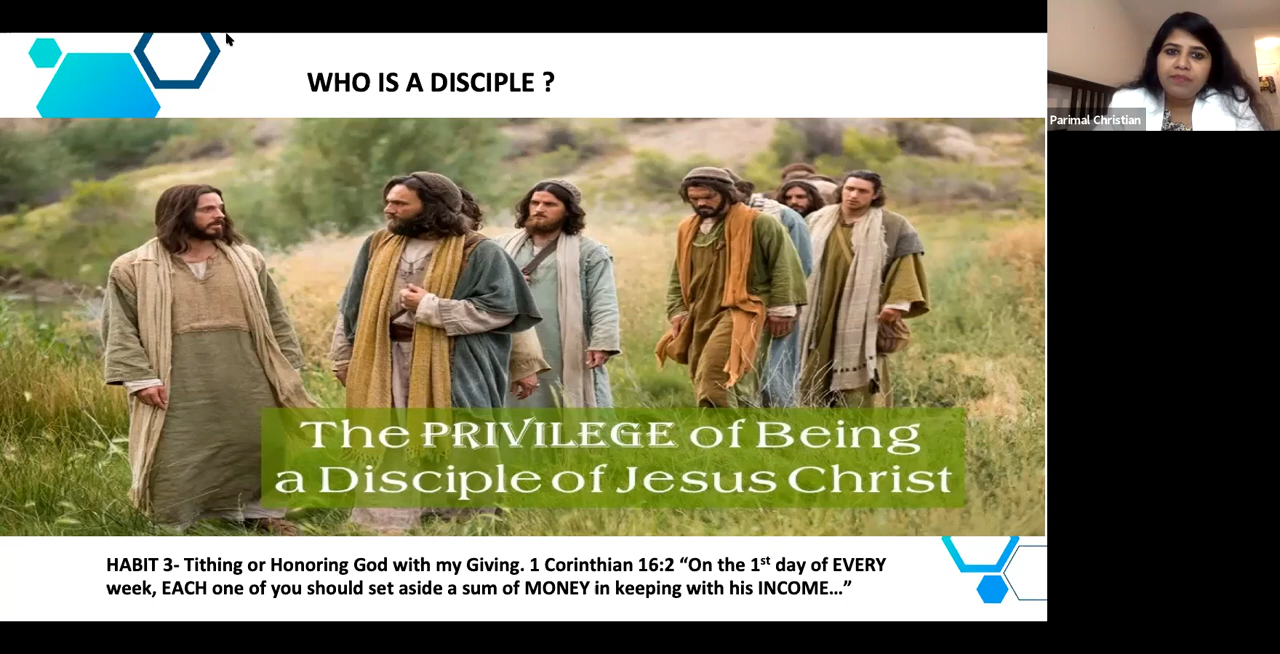 WHO IS A DISCIPLE ?
Parimal Christian
The PRIVILEGE of Being
a Disciple of Jesus Christ
HABIT 3- Tithing or Honoring God with my Giving. 1 Corinthian 16:2 “On the 1st day of EVERY
week, EACH one of you should set aside a sum of MONEY in keeping with his INCOME…”